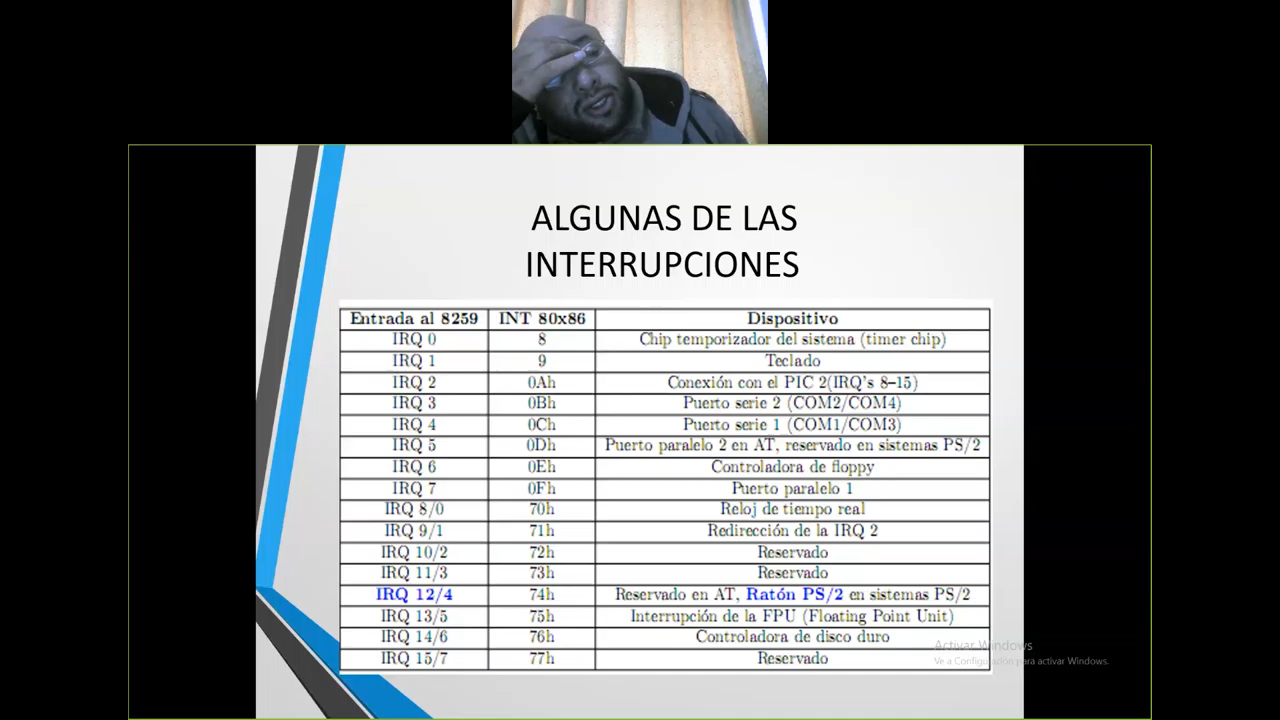 ALGUNAS DE LAS
INTERRUPCIONES
Entrada al 8259 INT 80x86 Dispositivo
IRQ 0 8 Chip temporizador del sistema (timer chip)
IRQ 1 9 Teclado
IRQ 2 0Ah Conexión con el PIC 2(IRQ's 8–15)
IRQ 3 0Bh Puerto serie 2 (COM2/COM4)
IRQ 4 0Ch Puerto serie 1 (COM1/COM3)
IRQ 5 0Dh Puerto paralelo 2 en AT, reservado en sistemas PS/2
IRQ 6 0Eh Controladora de floppy
IRQ 7 0Fh Puerto paralelo 1
IRQ 8/0 70h Reloj de tiempo real
IRQ 9/1 71h Redirección de la IRQ 2
IRQ 10/2 72h Reservado
IRQ 11/3 73h Reservado
IRQ 12/4 74h Reservado en AT, Ratón PS/2 en sistemas PS/2
IRQ 13/5 75h Interrupción de la FPU (Floating Point Unit)
IRQ 14/6 76h Controladora de disco duro
IRQ 15/7 77h Reservado
Activar Windows
Ve a Configuración para activar Windows.